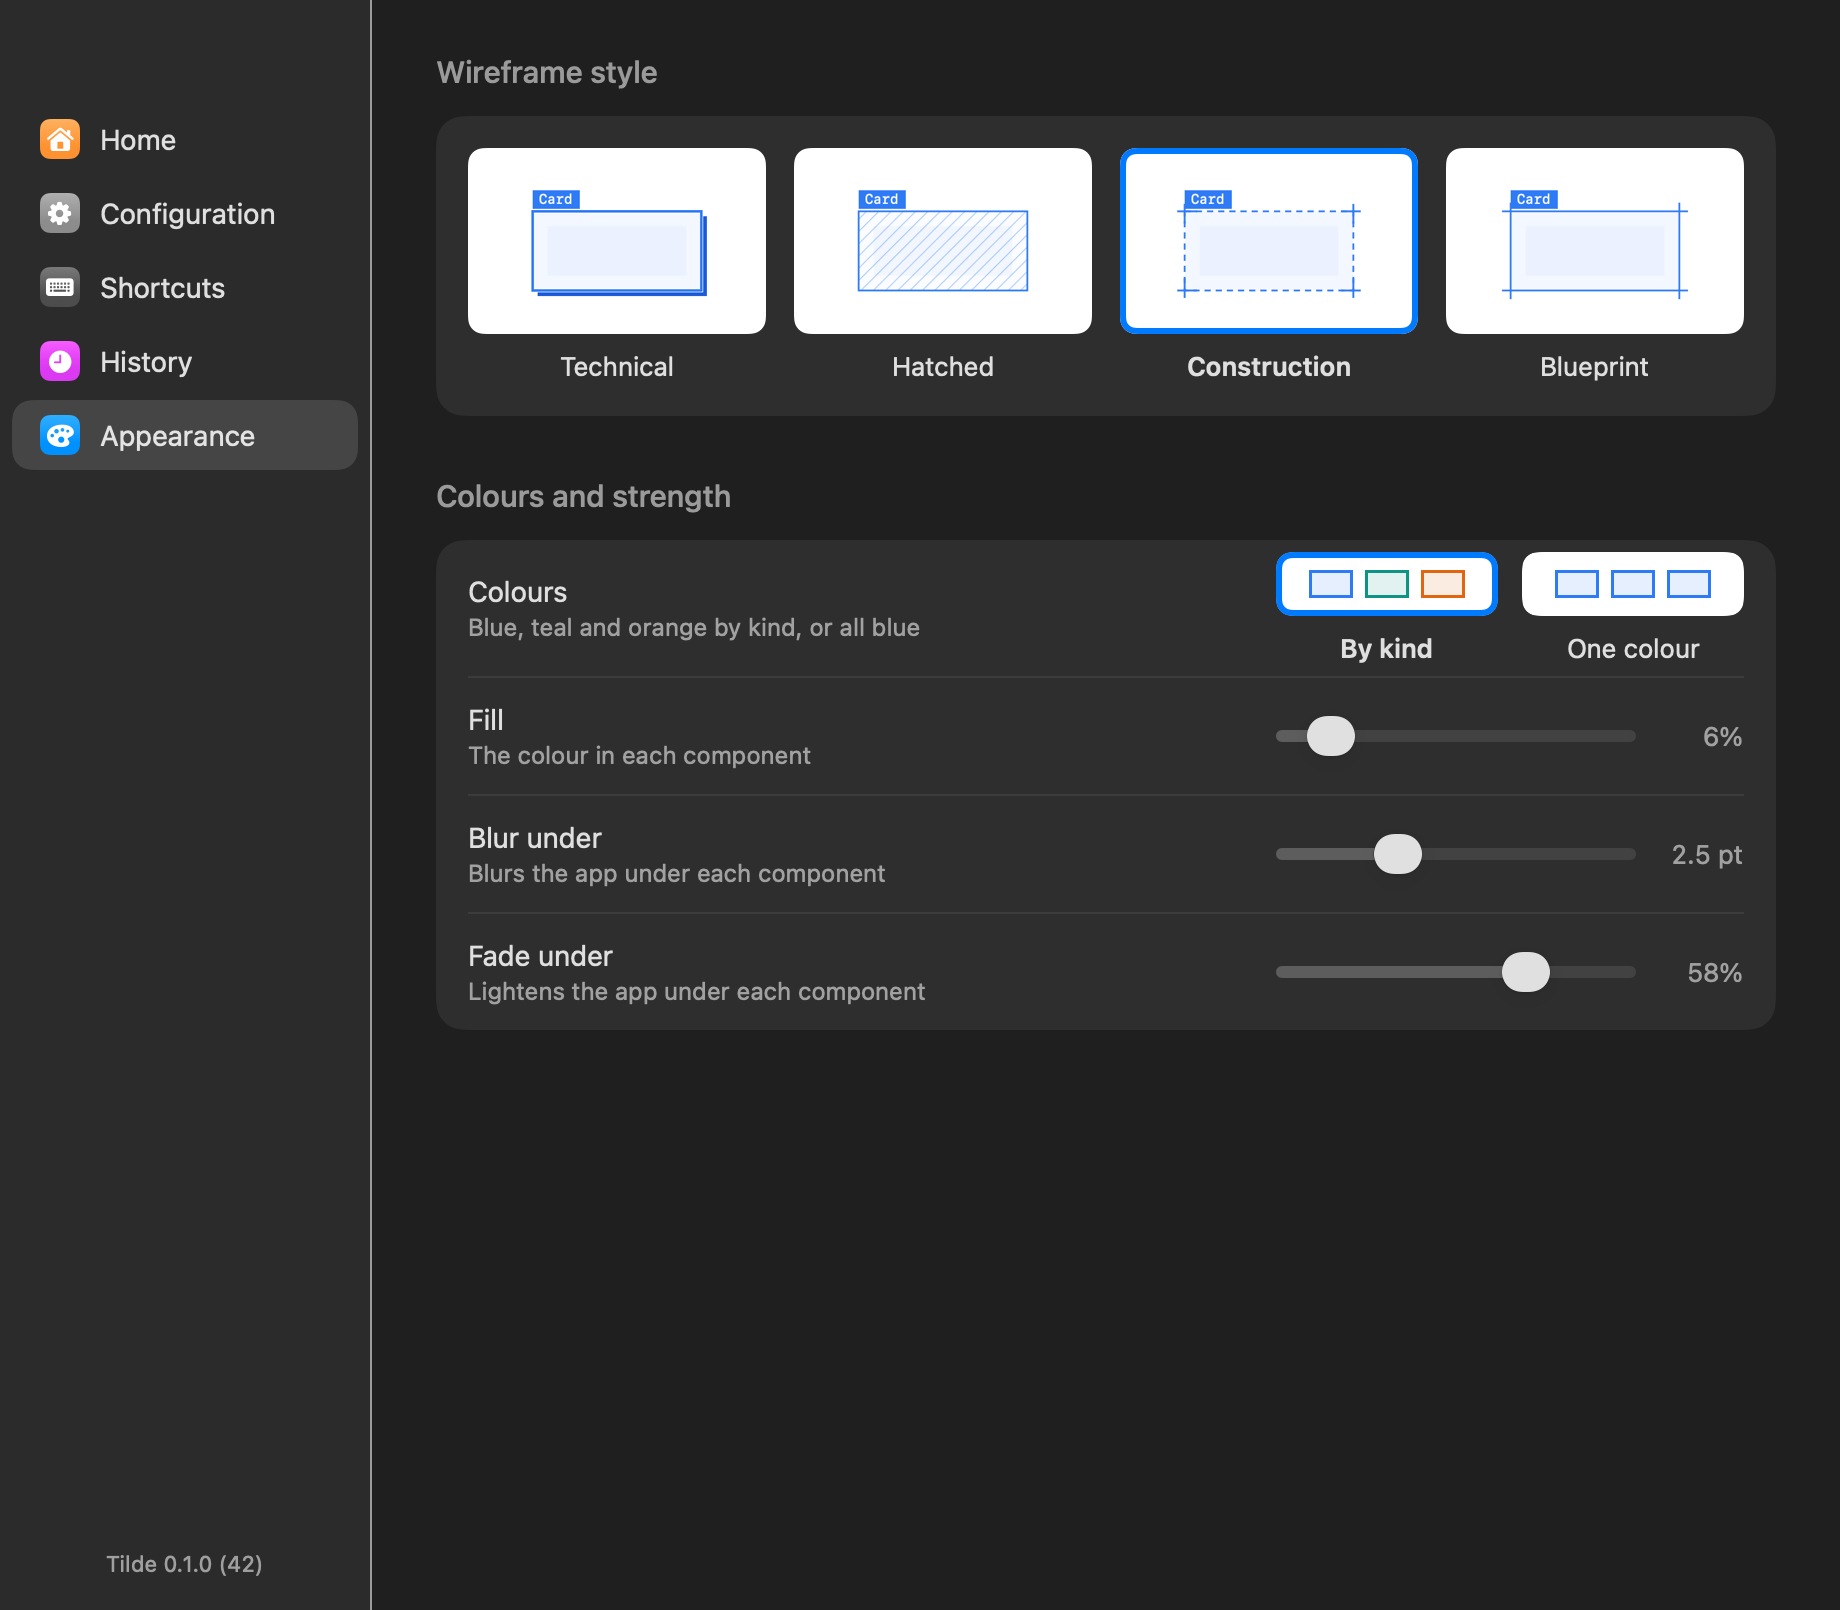 Home
Configuration
Shortcuts
History
Appearance
Tilde 0.1.0 (42)
Wireframe style
Card
Card
Card
Card
Technical
Hatched
Construction
Blueprint
Colours and strength
Colours
Blue, teal and orange by kind, or all blue
By kind
One colour
Fill
The colour in each component
6%
Blur under
Blurs the app under each component
2.5 pt
Fade under
Lightens the app under each component
58%